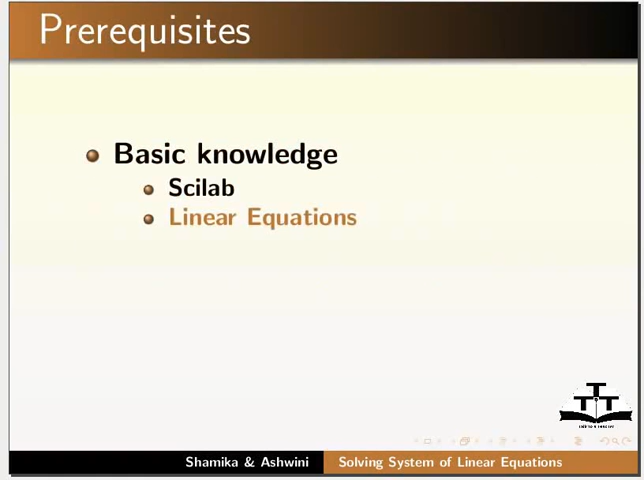 Prerequisites
Basic knowledge
Scilab
Linear Equations
T T T
Shamika & Ashwini
Solving System of Linear Equations